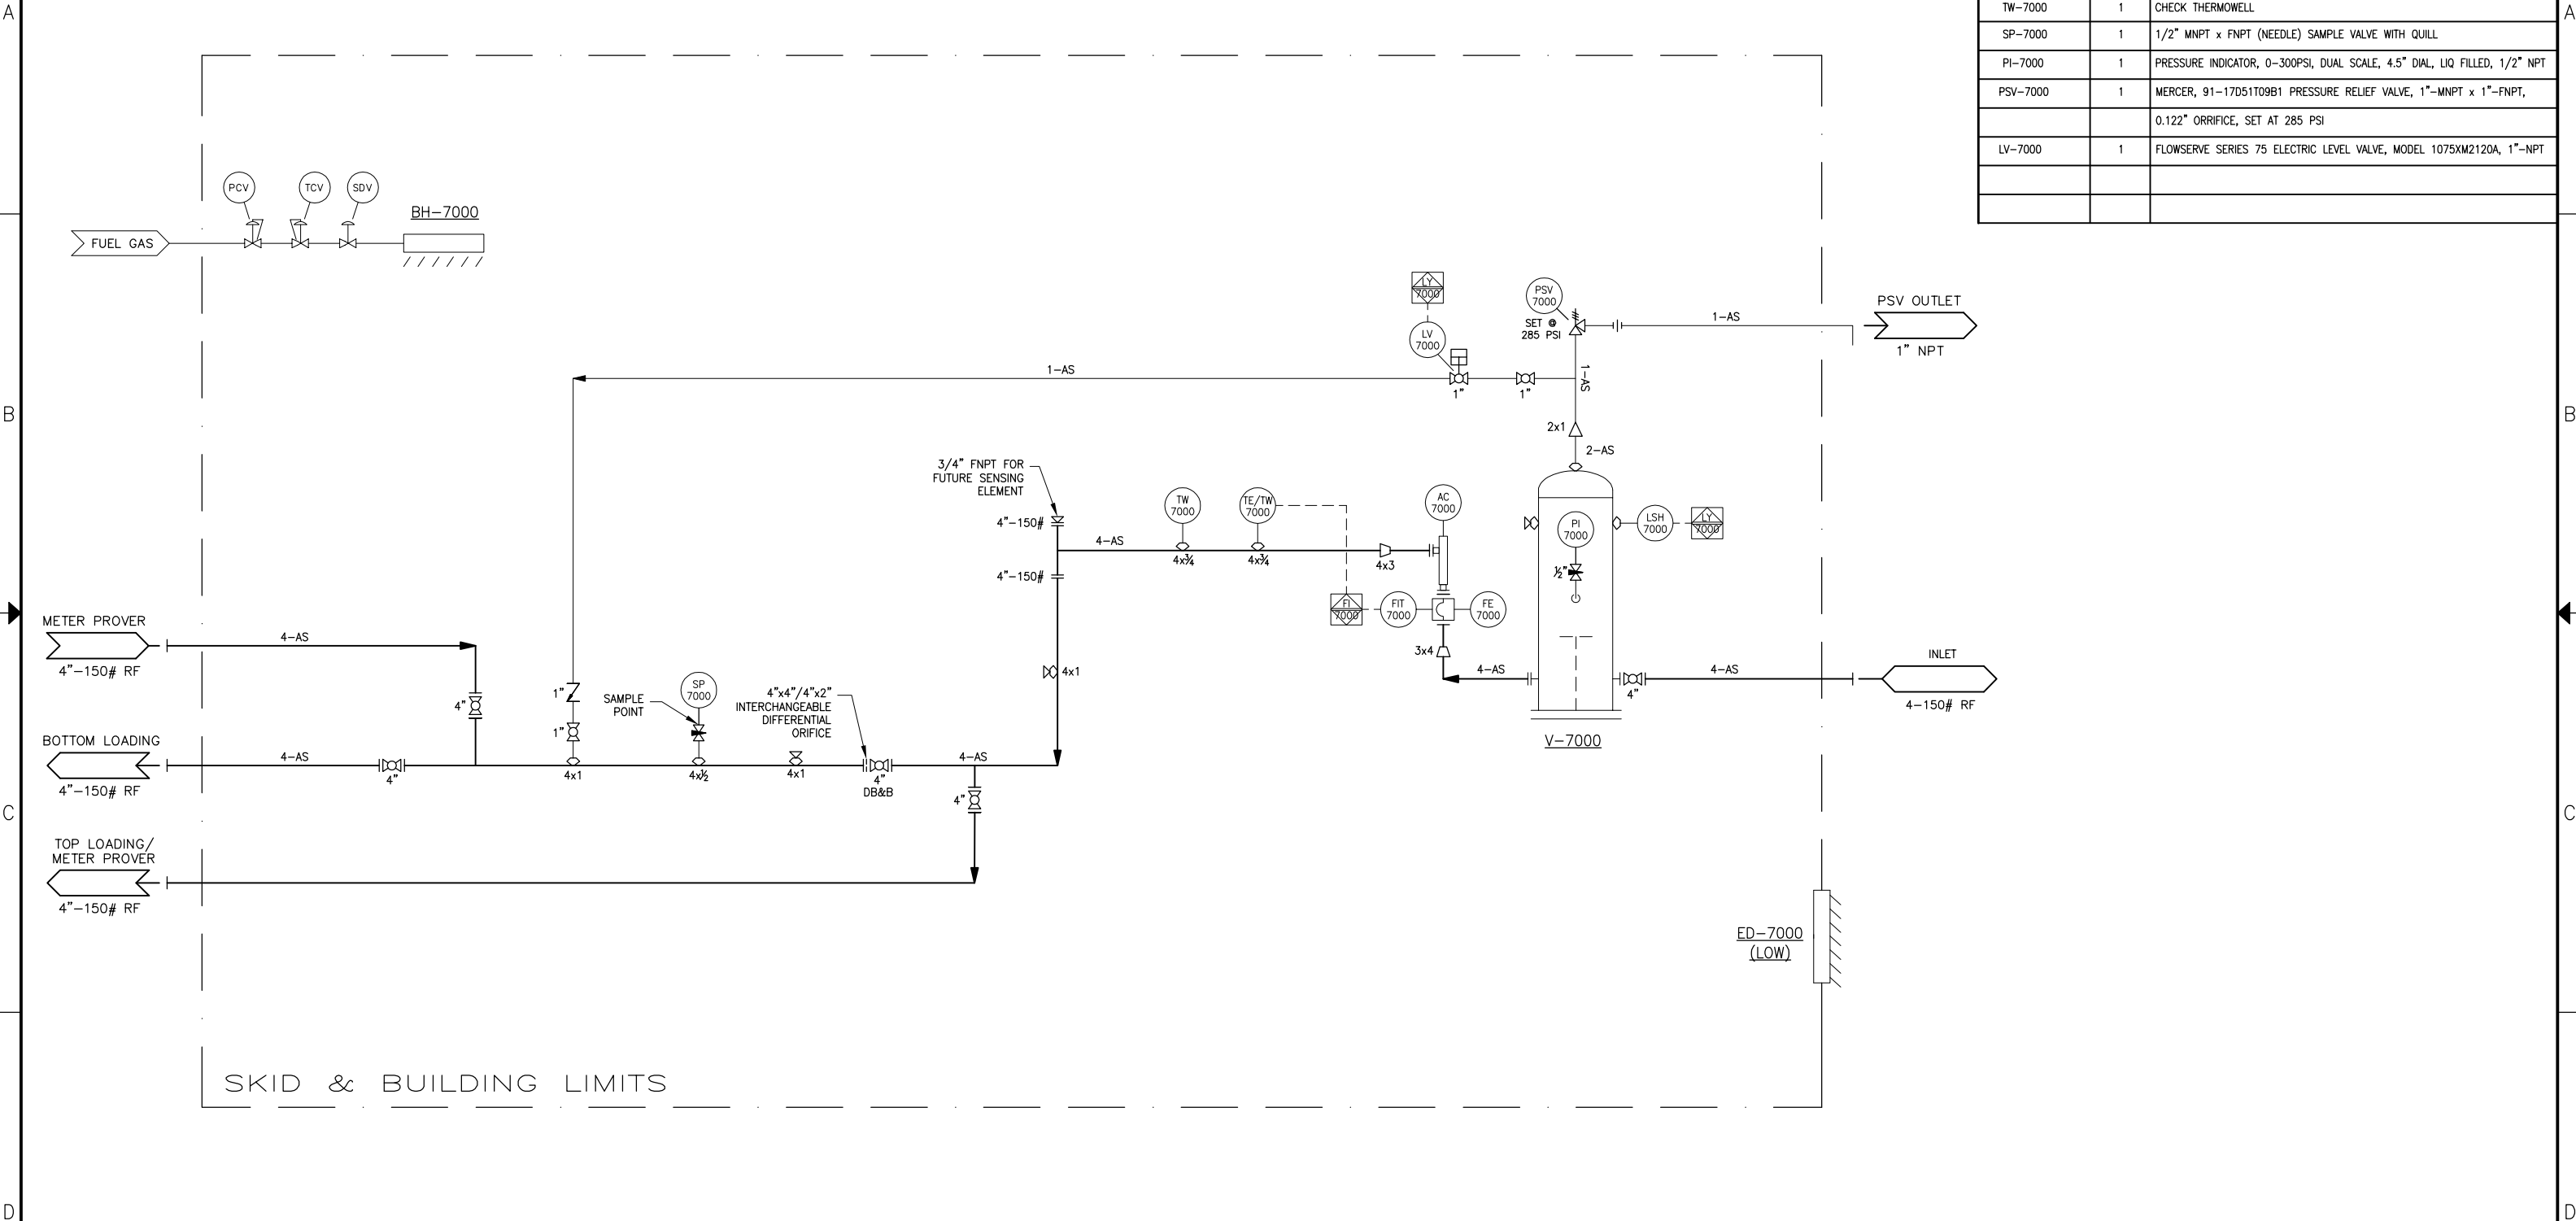 A
A
TW-7000 1 CHECK THERMOWELL
SP-7000 1 1/2" MNPT x FNPT (NEEDLE) SAMPLE VALVE WITH QUILL
PI-7000 1 PRESSURE INDICATOR, 0-300PSI, DUAL SCALE, 4.5" DIAL, LIQ FILLED, 1/2" NPT
PSV-7000 1 MERCER, 91-17D51T09B1 PRESSURE RELIEF VALVE, 1"-MNPT x 1"-FNPT,
0.122" ORRIFICE, SET AT 285 PSI
LV-7000 1 FLOWSERVE SERIES 75 ELECTRIC LEVEL VALVE, MODEL 1075XM2120A, 1"-NPT
PCV
TCV
SDV
BH-7000
FUEL GAS
LY
7000
LV
7000
PSV
7000
SET @
285 PSI
1-AS
PSV OUTLET
1" NPT
1-AS
1"
1"
1-AS
B
B
2x1
2-AS
3/4" FNPT FOR
FUTURE SENSING
ELEMENT
4"-150#
4-AS
TW
7000
4x¾
TE/TW
7000
4x¾
4x3
AC
7000
PI
7000
½"
LSH
7000
LY
7000
4"-150#
FI
7000
FIT
7000
FE
7000
METER PROVER
4"-150# RF
4-AS
4"
1"
1"
SAMPLE
POINT
SP
7000
4"x4"/4"x2"
INTERCHANGEABLE
DIFFERENTIAL
ORIFICE
4x1
3x4
4-AS
4"
4-AS
INLET
4-150# RF
V-7000
BOTTOM LOADING
4"-150# RF
4-AS
4"
4x1
4x½
4x1
4"
DB&B
4-AS
4"
C
C
TOP LOADING/
METER PROVER
4"-150# RF
ED-7000
(LOW)
SKID & BUILDING LIMITS
D
D